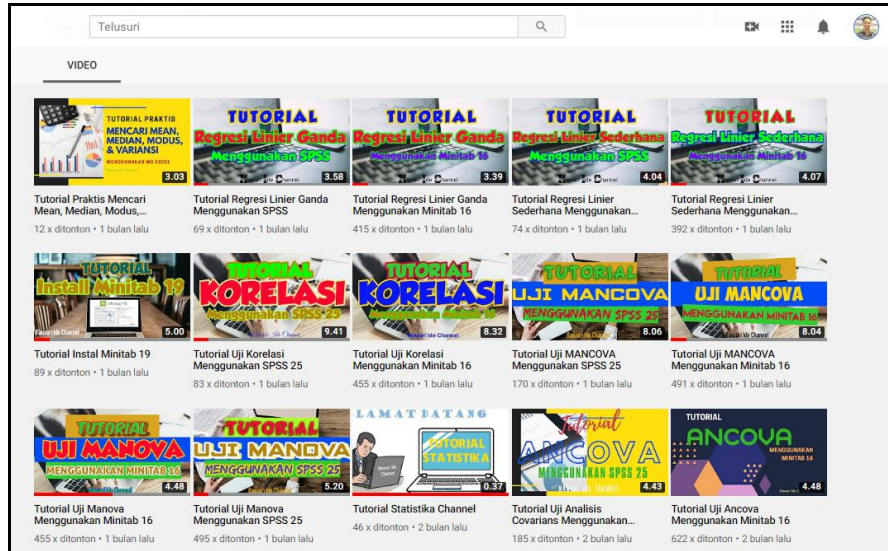 Telusuri
VIDEO
TUTORIAL PRAKTIS
MENCARI MEAN,
MEDIAN, MODUS,
& VARIANSI
MENGGUNAKAN MS EXCEL
3.03
TUTORIAL
Regresi Linier Ganda
Menggunakan SPSS
3.58
TUTORIAL
Regresi Linier Ganda
Menggunakan Minitab 16
3.39
TUTORIAL
Regresi Linier Sederhana
Menggunakan SPSS
4.04
TUTORIAL
Regresi Linier Sederhana
Menggunakan Minitab 16
4.07
Tutorial Praktis Mencari
Mean, Median, Modus,...
12 x ditonton • 1 bulan lalu
Tutorial Regresi Linier Ganda
Menggunakan SPSS
69 x ditonton • 1 bulan lalu
Tutorial Regresi Linier Ganda
Menggunakan Minitab 16
415 x ditonton • 1 bulan lalu
Tutorial Regresi Linier
Sederhana Menggunakan...
74 x ditonton • 1 bulan lalu
Tutorial Regresi Linier
Sederhana Menggunakan...
392 x ditonton • 1 bulan lalu
TUTORIAL
Install Minitab 19
5.00
TUTORIAL
KORELASI
Menggunakan SPSS 25
9.41
TUTORIAL
KORELASI
Menggunakan Minitab 16
8.32
TUTORIAL
UJI MANCOVA
MENGGUNAKAN SPSS 25
8.06
TUTORIAL
UJI MANCOVA
MENGGUNAKAN MINITAB 16
8.04
Tutorial Instal Minitab 19
89 x ditonton • 1 bulan lalu
Tutorial Uji Korelasi
Menggunakan SPSS 25
83 x ditonton • 1 bulan lalu
Tutorial Uji Korelasi
Menggunakan Minitab 16
455 x ditonton • 1 bulan lalu
Tutorial Uji MANCOVA
Menggunakan SPSS 25
170 x ditonton • 1 bulan lalu
Tutorial Uji MANCOVA
Menggunakan Minitab 16
491 x ditonton • 1 bulan lalu
TUTORIAL
UJI MANOVA
MENGGUNAKAN MINITAB 16
4.48
TUTORIAL
UJI MANOVA
MENGGUNAKAN SPSS 25
5.20
LAMAT DATANG
TUTORIAL
STATISTIKA
0.37
Tutorial
ANCOVA
MENGGUNAKAN SPSS 25
4.43
TUTORIAL
ANCOVA
MENGGUNAKAN
MINITAB 16
4.48
Tutorial Uji Manova
Menggunakan Minitab 16
455 x ditonton • 1 bulan lalu
Tutorial Uji Manova
Menggunakan SPSS 25
495 x ditonton • 1 bulan lalu
Tutorial Statistika Channel
46 x ditonton • 2 bulan lalu
Tutorial Uji Analisis
Covarians Menggunakan...
185 x ditonton • 2 bulan lalu
Tutorial Uji Ancova
Menggunakan Minitab 16
622 x ditonton • 2 bulan lalu